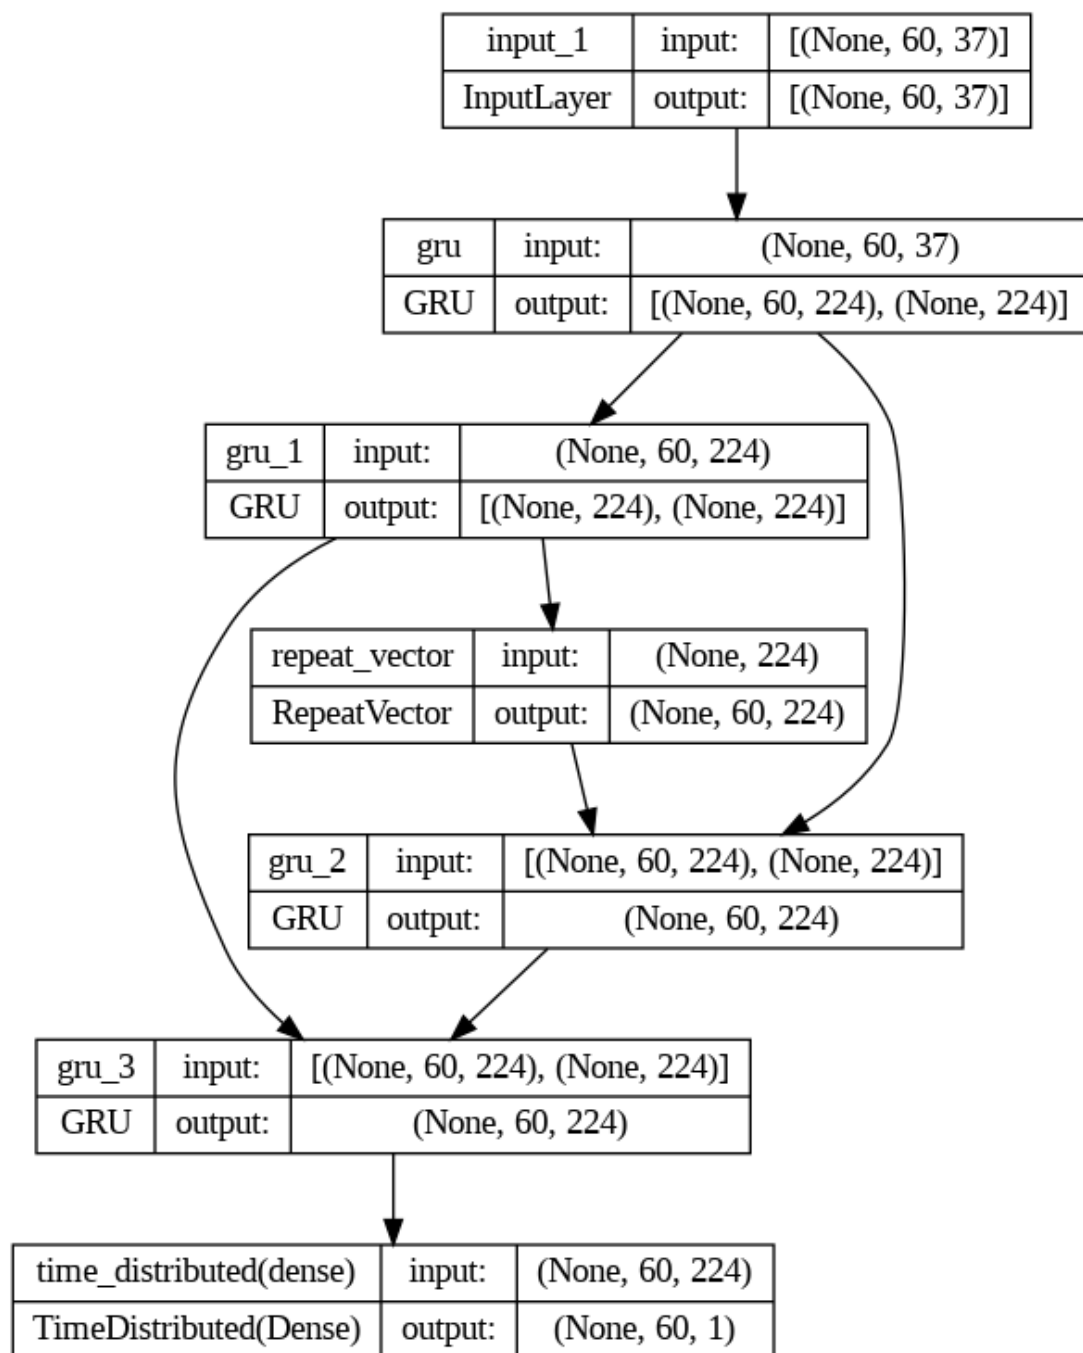 input_1 input: [(None, 60, 37)]
InputLayer output: [(None, 60, 37)]
gru input: (None, 60, 37)
GRU output: [(None, 60, 224), (None, 224)]
gru_1 input: (None, 60, 224)
GRU output: [(None, 224), (None, 224)]
repeat_vector input: (None, 224)
RepeatVector output: (None, 60, 224)
gru_2 input: [(None, 60, 224), (None, 224)]
GRU output: (None, 60, 224)
gru_3 input: [(None, 60, 224), (None, 224)]
GRU output: (None, 60, 224)
time_distributed(dense) input: (None, 60, 224)
TimeDistributed(Dense) output: (None, 60, 1)